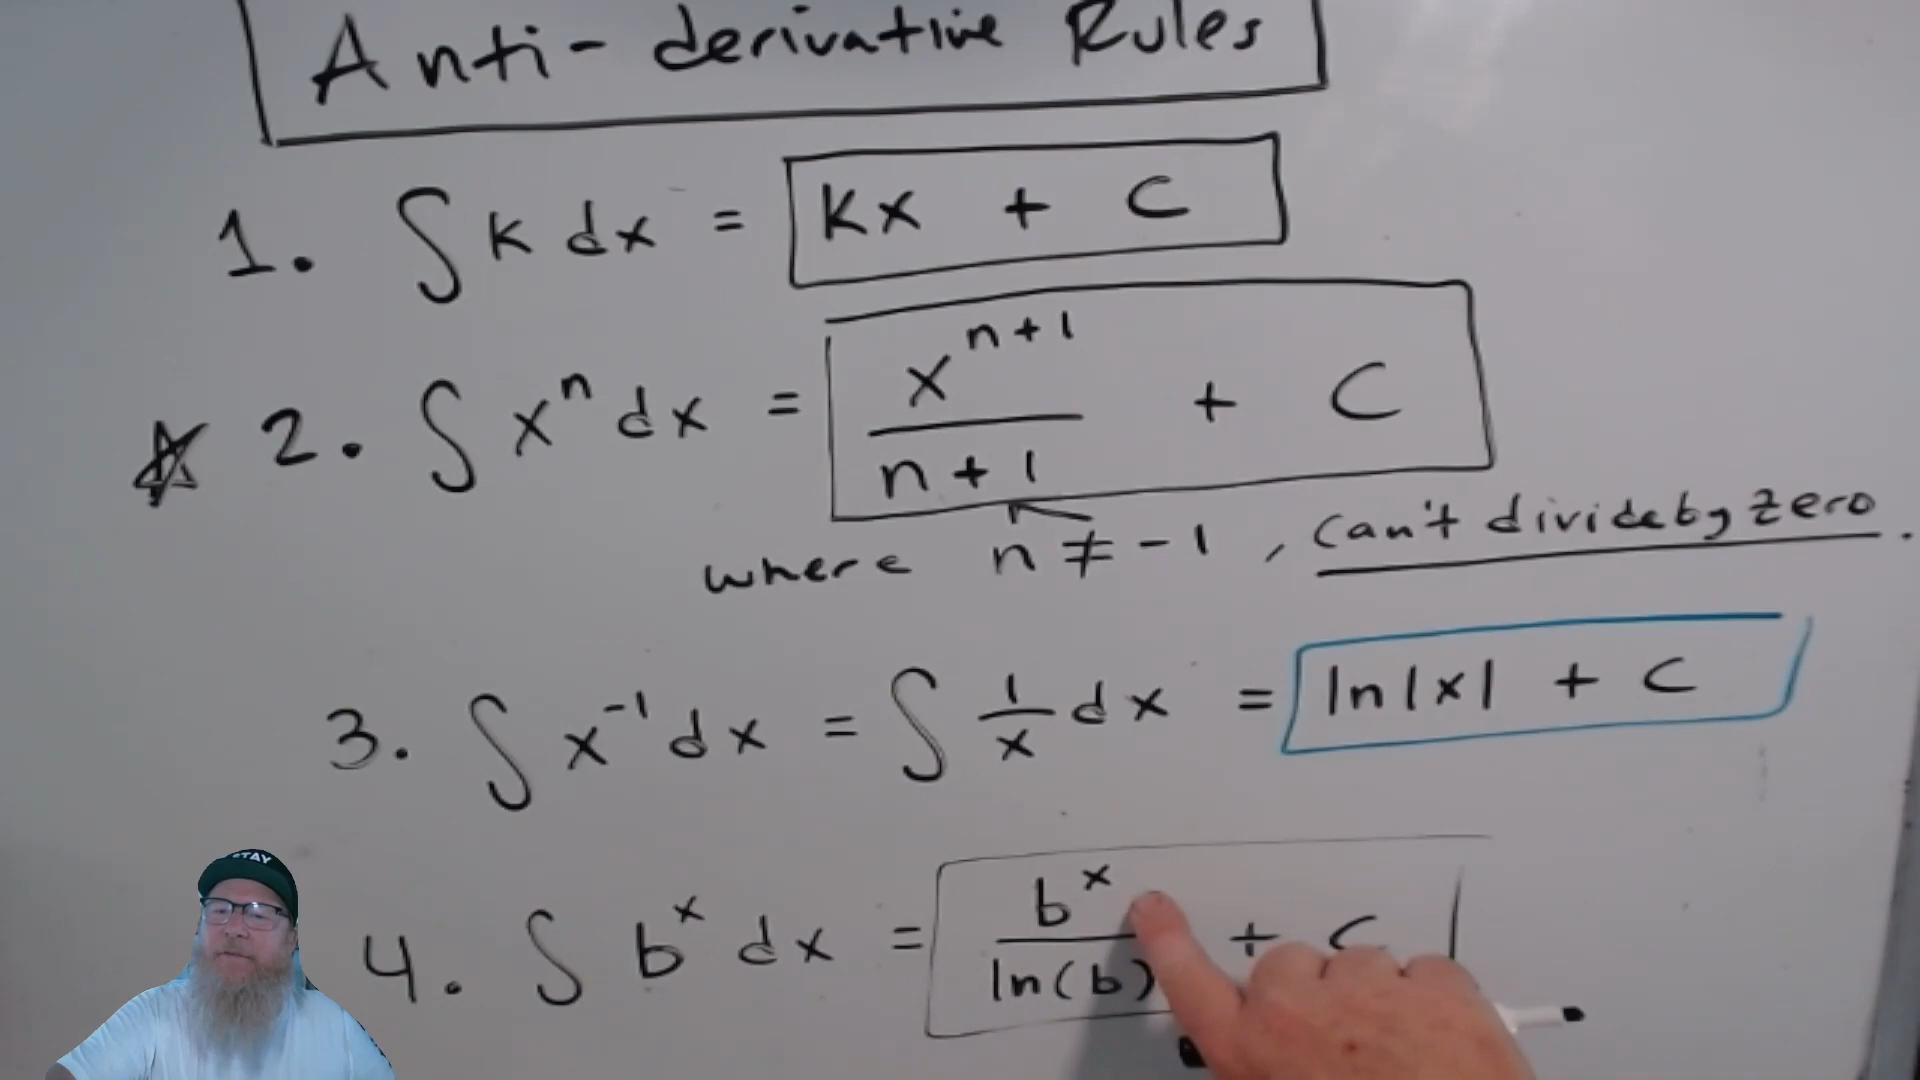 Anti-derivative Rules
1. ∫ k dx = kx + C
☆ 2. ∫ xⁿ dx = xⁿ⁺¹/(n+1) + C
where n ≠ -1, can't divide by zero.
3. ∫ x⁻¹ dx = ∫ 1/x dx = ln|x| + C
4. ∫ bˣ dx = bˣ/ln(b) + C
STAY